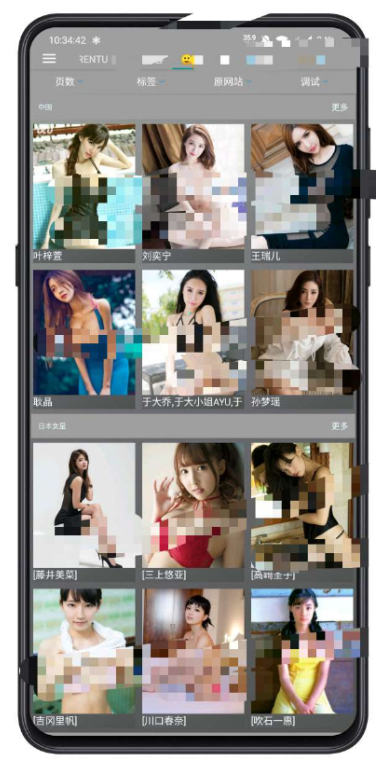 10:34:42
35.9
RENTU
页数
标签
原网站
调试
中国
更多
叶梓萱
刘奕宁
王瑞儿
耿晶
于大乔,于大小姐AYU,于
孙梦瑶
日本女星
更多
[藤井美菜]
[三上悠亚]
[高崎圣子]
[吉冈里帆]
[川口春奈]
[吹石一惠]